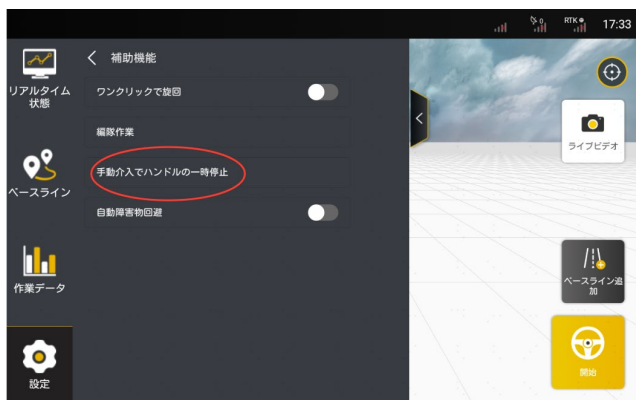 0
RTK
17:33
補助機能
リアルタイム
状態
ワンクリックで旋回
編隊作業
ライブビデオ
手動介入でハンドルの一時停止
ベースライン
自動障害物回避
作業データ
ベースライン追
加
設定
開始